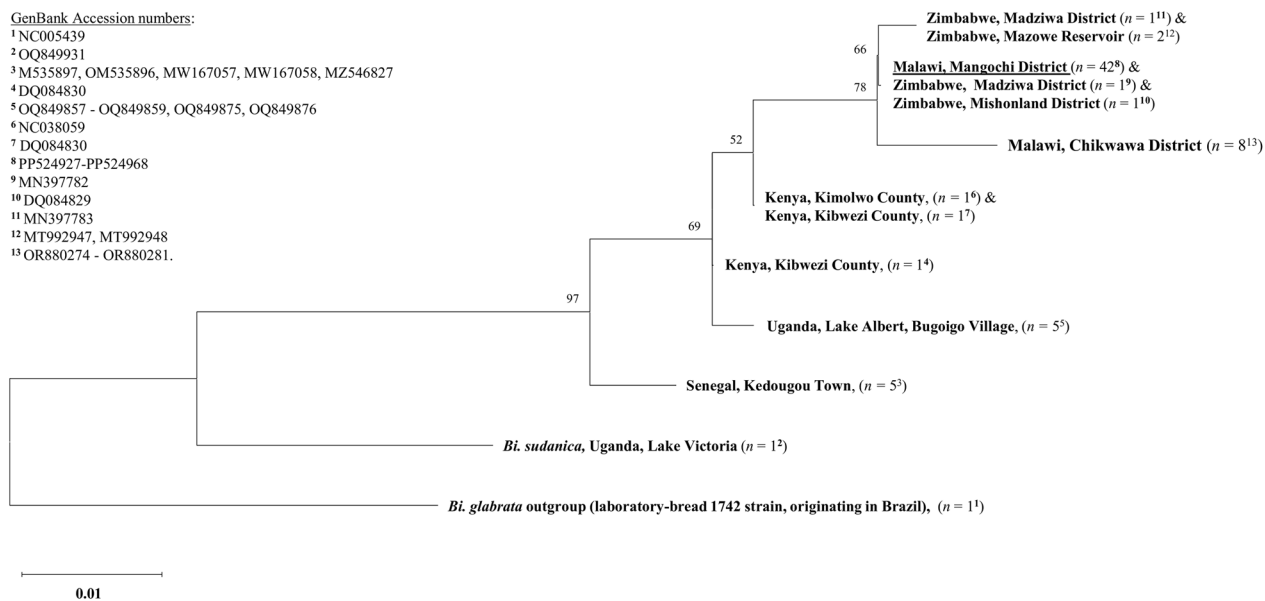 GenBank Accession numbers:
¹ NC005439
² OQ849931
³ M535897, OM535896, MW167057, MW167058, MZ546827
⁴ DQ084830
⁵ OQ849857 - OQ849859, OQ849875, OQ849876
⁶ NC038059
⁷ DQ084830
⁸ PP524927-PP524968
⁹ MN397782
¹⁰ DQ084829
¹¹ MN397783
¹² MT992947, MT992948
¹³ OR880274 - OR880281.
Zimbabwe, Madziwa District (n = 1¹¹) &
Zimbabwe, Mazowe Reservoir (n = 2¹²)
66
Malawi, Mangochi District (n = 42⁸) &
Zimbabwe, Madziwa District (n = 1⁹) &
Zimbabwe, Mishonland District (n = 1¹⁰)
78
Malawi, Chikwawa District (n = 8¹³)
52
Kenya, Kimolwo County, (n = 1⁶) &
Kenya, Kibwezi County, (n = 1⁷)
69
Kenya, Kibwezi County, (n = 1⁴)
97
Uganda, Lake Albert, Bugoigo Village, (n = 5⁵)
Senegal, Kedougou Town, (n = 5³)
Bi. sudanica, Uganda, Lake Victoria (n = 1²)
Bi. glabrata outgroup (laboratory-bread 1742 strain, originating in Brazil), (n = 1¹)
0.01